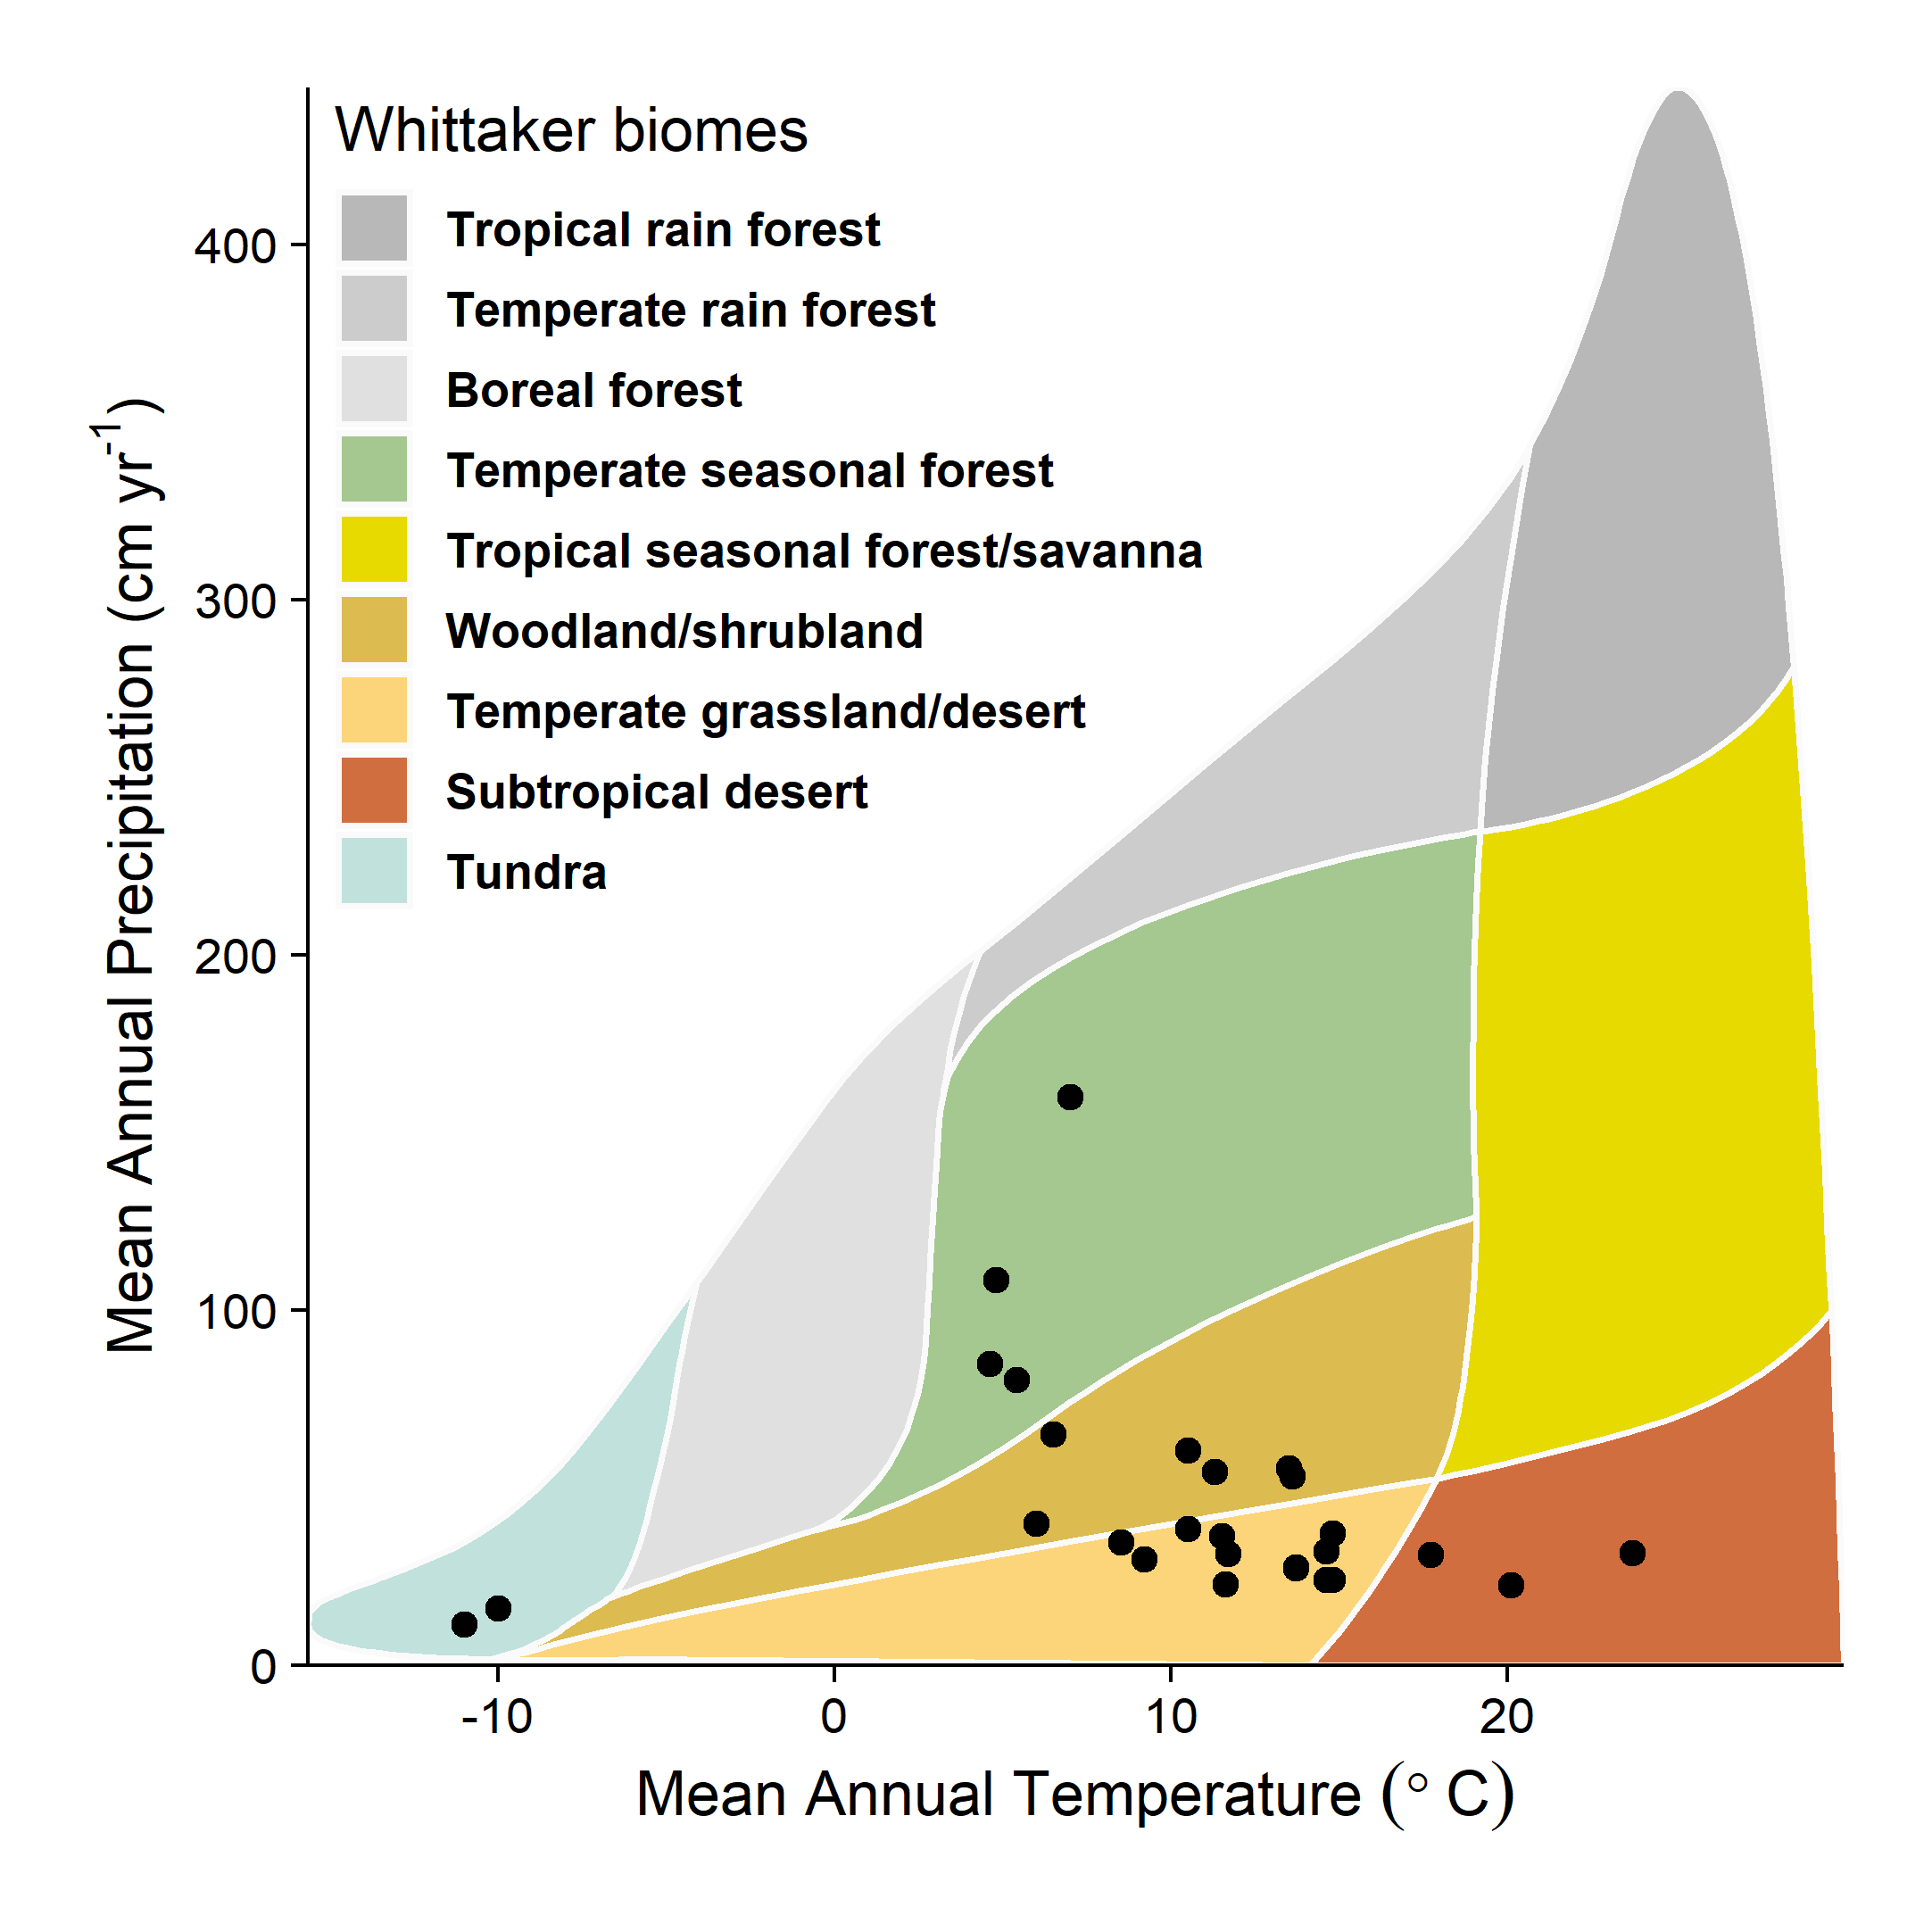 Whittaker biomes
Tropical rain forest
Temperate rain forest
Boreal forest
Temperate seasonal forest
Tropical seasonal forest/savanna
Woodland/shrubland
Temperate grassland/desert
Subtropical desert
Tundra
Mean Annual Precipitation (cm yr⁻¹)
400
300
200
100
0
-10 0 10 20
Mean Annual Temperature (° C)